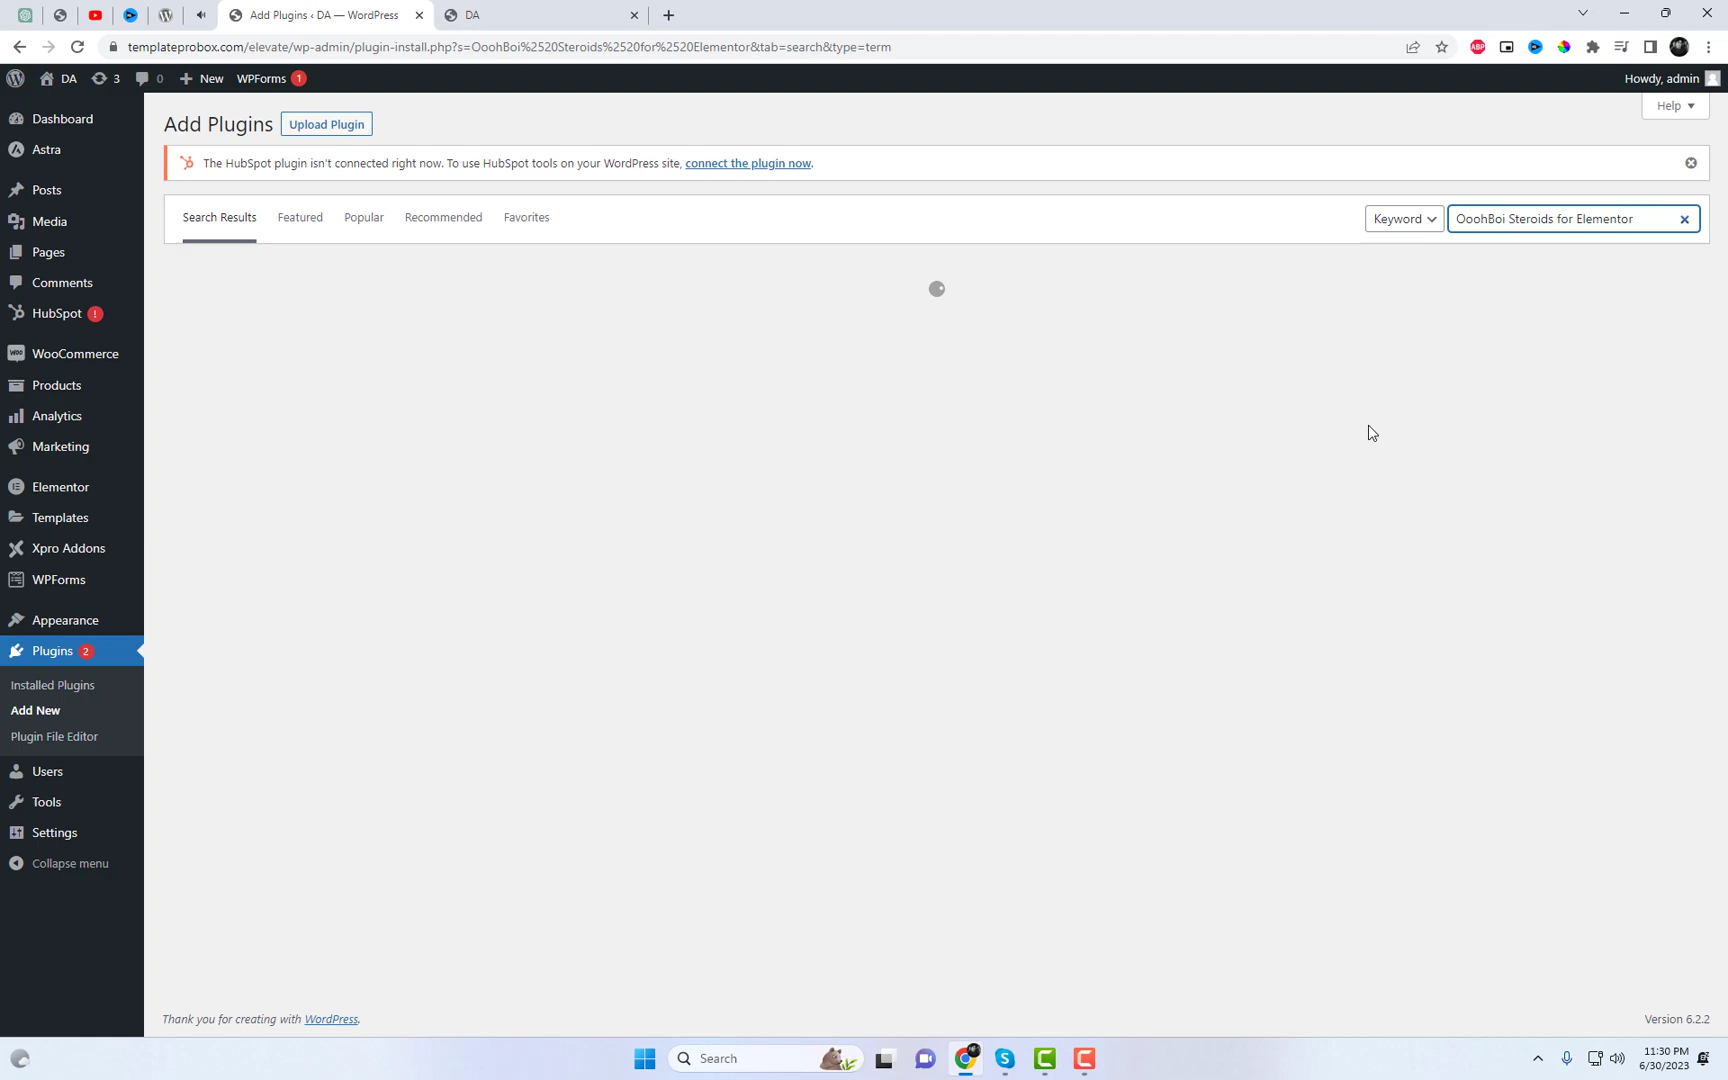 Add Plugins ‹ DA — WordPress
DA
templateprobox.com/elevate/wp-admin/plugin-install.php?s=OoohBoi%2520Steroids%2520for%2520Elementor&tab=search&type=term
ABP
DA
3
0
New
WPForms 1
Howdy, admin
Dashboard
Astra
Posts
Media
Pages
Comments
HubSpot !
WooCommerce
Products
Analytics
Marketing
Elementor
Templates
Xpro Addons
WPForms
Appearance
Plugins 2
Installed Plugins
Add New
Plugin File Editor
Users
Tools
Settings
Collapse menu
Help
Add Plugins
Upload Plugin
The HubSpot plugin isn't connected right now. To use HubSpot tools on your WordPress site, connect the plugin now.
Search Results
Featured
Popular
Recommended
Favorites
Keyword
OoohBoi Steroids for Elementor
Thank you for creating with WordPress.
Version 6.2.2
Search
11:30 PM
6/30/2023